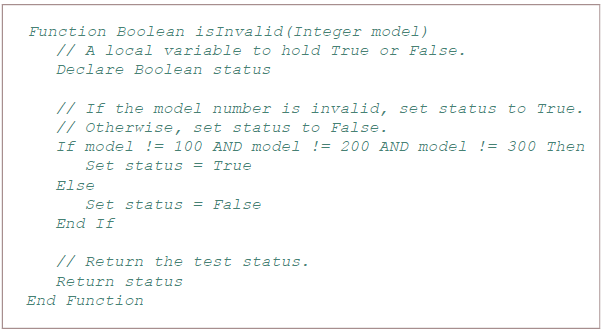 Function Boolean isInvalid(Integer model)
   // A local variable to hold True or False.
   Declare Boolean status

   // If the model number is invalid, set status to True.
   // Otherwise, set status to False.
   If model != 100 AND model != 200 AND model != 300 Then
      Set status = True
   Else
      Set status = False
   End If

   // Return the test status.
   Return status
End Function